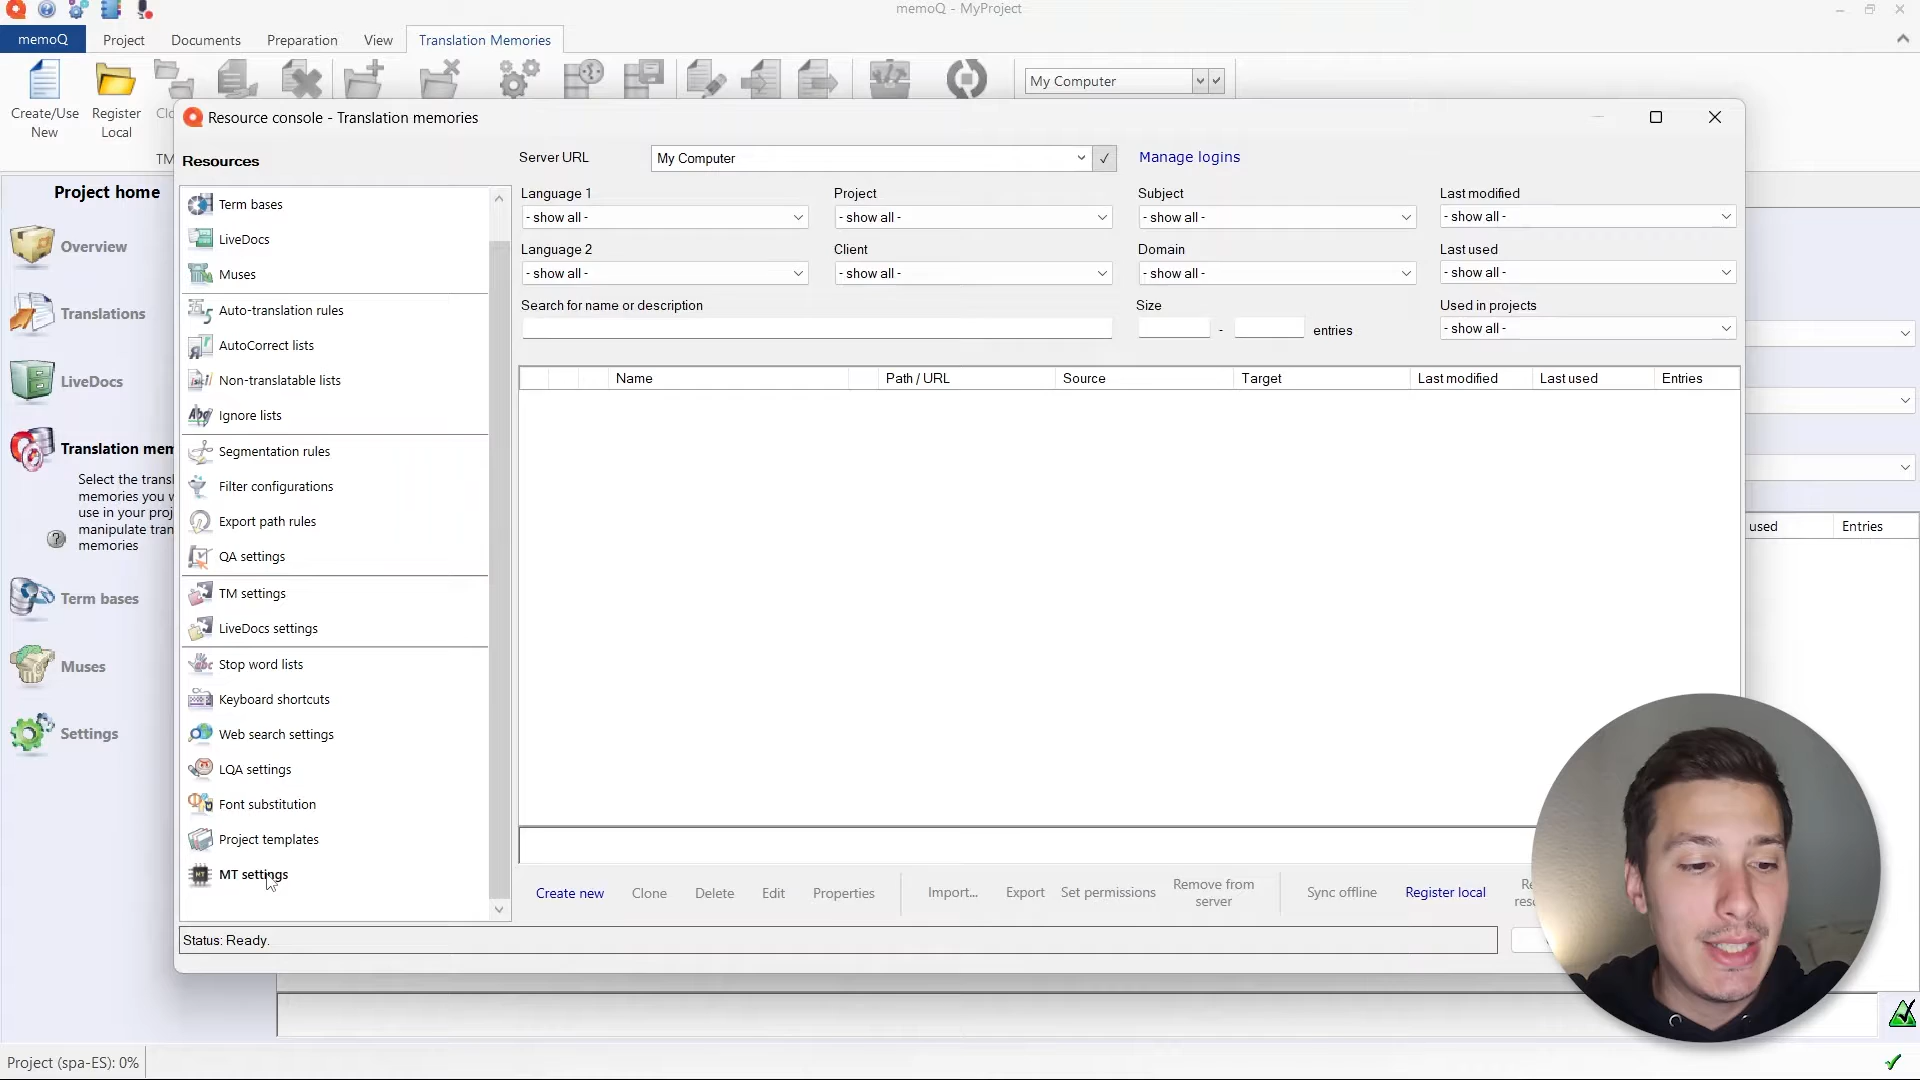 memoQ - MyProject
memoQ
Project
Documents
Preparation
View
Translation Memories
Create/Use
New
Register
Local
My Computer
TM
Resource console - Translation memories
Resources
Term bases
LiveDocs
Muses
Auto-translation rules
AutoCorrect lists
Non-translatable lists
Ignore lists
Segmentation rules
Filter configurations
Export path rules
QA settings
TM settings
LiveDocs settings
Stop word lists
Keyboard shortcuts
Web search settings
LQA settings
Font substitution
Project templates
MT settings
Server URL
My Computer
Manage logins
Language 1
- show all -
Project
- show all -
Subject
- show all -
Last modified
- show all -
Language 2
- show all -
Client
- show all -
Domain
- show all -
Last used
- show all -
Search for name or description
Size
- entries
Used in projects
- show all -
Name
Path / URL
Source
Target
Last modified
Last used
Entries
Create new
Clone
Delete
Edit
Properties
Import...
Export
Set permissions
Remove from
server
Sync offline
Register local
Status: Ready.
Project home
Overview
Translations
LiveDocs
Translation mem
Select the transl
memories you w
use in your proj
manipulate tran
memories
Term bases
Muses
Settings
used
Entries
Project (spa-ES): 0%